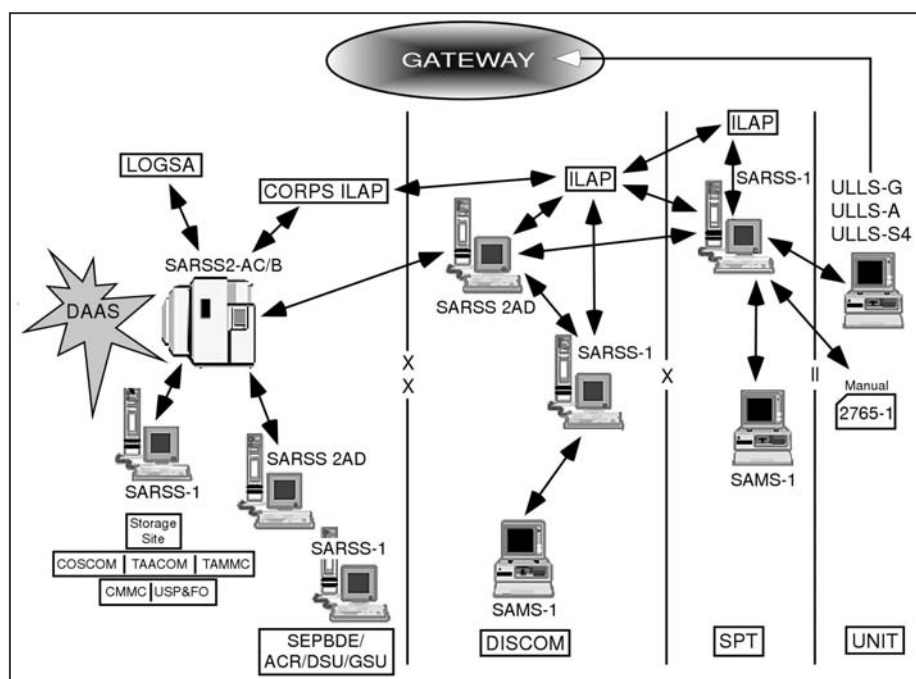 GATEWAY
LOGSA
CORPS ILAP
SARSS2-AC/B
DAAS
SARSS-1
SARSS 2AD
Storage
Site
COSCOM TAACOM TAMMC
CMMC USP&FO
SARSS-1
SEPBDE/
ACR/DSU/GSU
X
X
ILAP
SARSS 2AD
SARSS-1
SAMS-1
DISCOM
X
ILAP
SARSS-1
SAMS-1
SPT
II
ULLS-G
ULLS-A
ULLS-S4
Manual
2765-1
UNIT